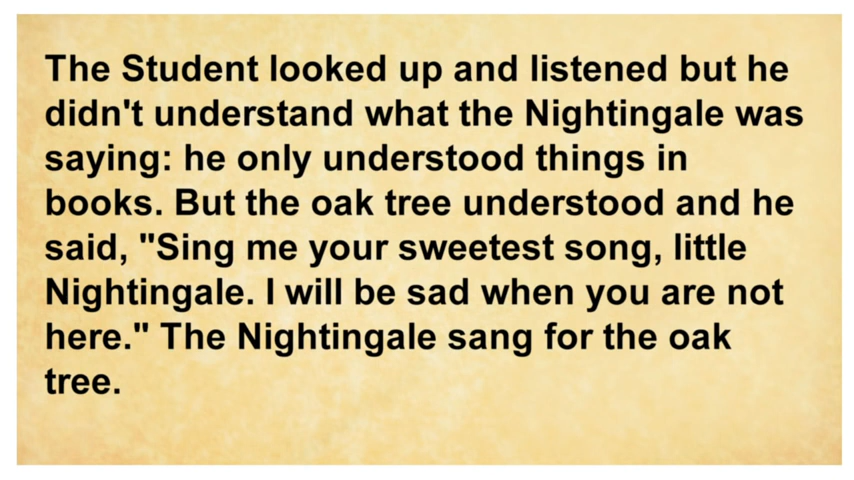 The Student looked up and listened but he
didn't understand what the Nightingale was
saying: he only understood things in
books. But the oak tree understood and he
said, "Sing me your sweetest song, little
Nightingale. I will be sad when you are not
here." The Nightingale sang for the oak
tree.